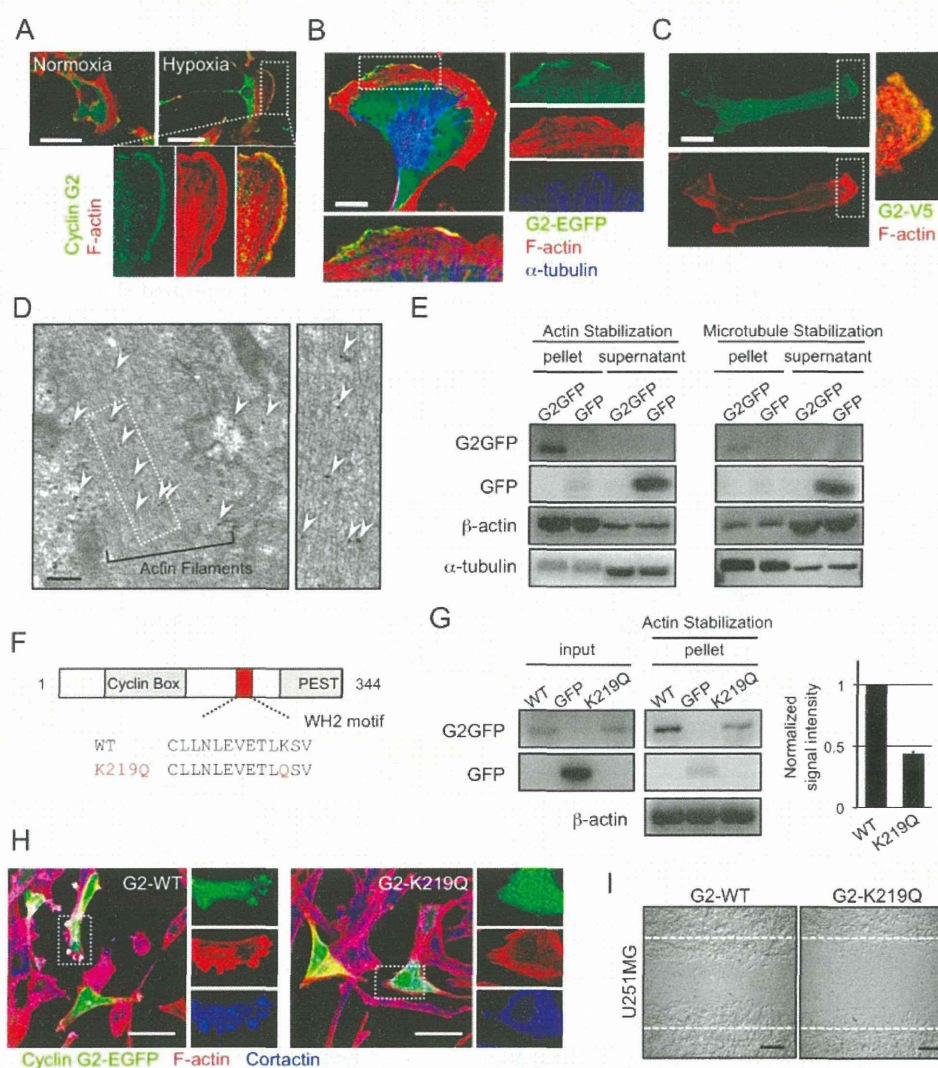 A
Normoxia
Hypoxia
Cyclin G2
F-actin
B
G2-EGFP
F-actin
α-tubulin
C
G2-V5
F-actin
D
Actin Filaments
E
Actin Stabilization
Microtubule Stabilization
pellet supernatant
pellet supernatant
G2GFP GFP G2GFP GFP
G2GFP GFP G2GFP GFP
G2GFP
GFP
β-actin
α-tubulin
F
1
Cyclin Box
PEST
344
WH2 motif
WT CLLNLEVETLKSV
K219Q CLLNLEVETLQSV
G
Actin Stabilization
input
pellet
WT GFP K219Q
WT GFP K219Q
G2GFP
GFP
β-actin
Normalized
signal intensity
1
0.5
0
WT
K219Q
H
G2-WT
G2-K219Q
Cyclin G2-EGFP F-actin Cortactin
I
G2-WT
G2-K219Q
U251MG